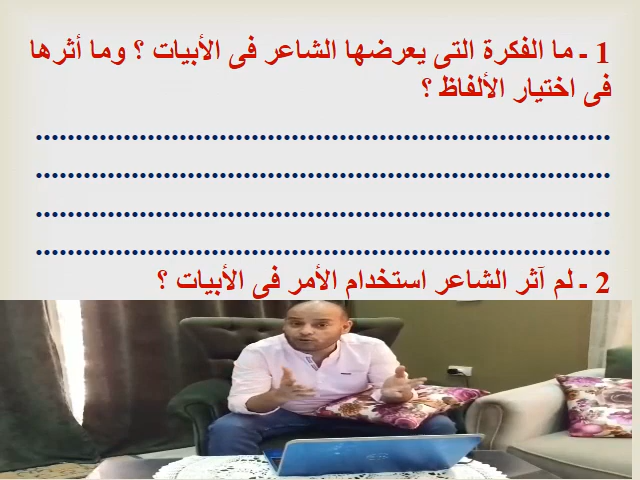 1 ـ ما الفكرة التى يعرضها الشاعر فى الأبيات ؟ وما أثرها
فى اختيار الألفاظ ؟
................................................................
................................................................
................................................................
................................................................
2 ـ لم آثر الشاعر استخدام الأمر فى الأبيات ؟